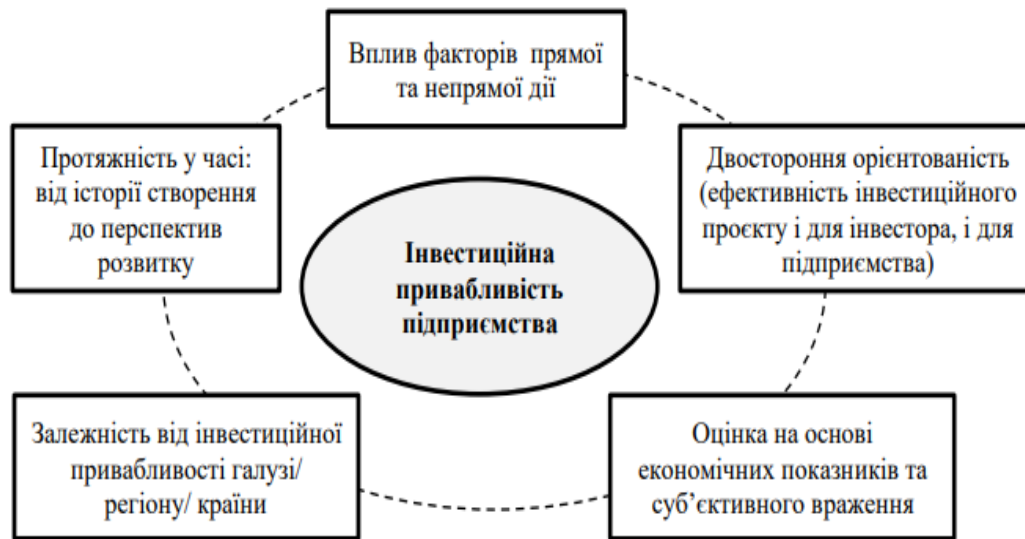 Вплив факторів прямої
та непрямої дії
Протяжність у часі:
від історії створення
до перспектив
розвитку
Двостороння орієнтованість
(ефективність інвестиційного
проєкту і для інвестора, і для
підприємства)
Інвестиційна
привабливість
підприємства
Залежність від інвестиційної
привабливості галузі/
регіону/ країни
Оцінка на основі
економічних показників та
суб’єктивного враження